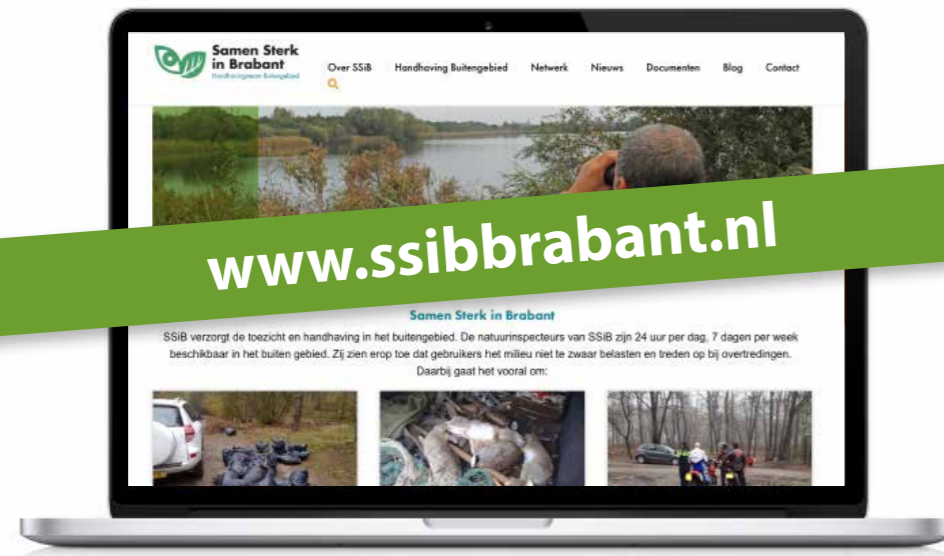 Samen Sterk
in Brabant
Handhavingsteam Buitengebied
Over SSiB Handhaving Buitengebied Netwerk Nieuws Documenten Blog Contact
www.ssibbrabant.nl
Samen Sterk in Brabant
SSiB verzorgt de toezicht en handhaving in het buitengebied. De natuurinspecteurs van SSiB zijn 24 uur per dag, 7 dagen per week
beschikbaar in het buiten gebied. Zij zien erop toe dat gebruikers het milieu niet te zwaar belasten en treden op bij overtredingen.
Daarbij gaat het vooral om: